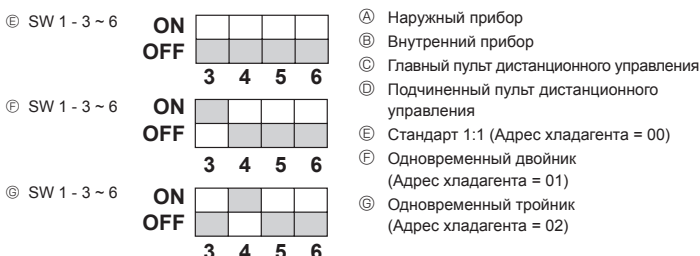 Ⓔ SW 1 - 3 ~ 6
ON
OFF
3 4 5 6
Ⓕ SW 1 - 3 ~ 6
ON
OFF
3 4 5 6
Ⓖ SW 1 - 3 ~ 6
ON
OFF
3 4 5 6
Ⓐ Наружный прибор
Ⓑ Внутренний прибор
Ⓒ Главный пульт дистанционного управления
Ⓓ Подчиненный пульт дистанционного
управления
Ⓔ Стандарт 1:1 (Адрес хладагента = 00)
Ⓕ Одновременный двойник
(Адрес хладагента = 01)
Ⓖ Одновременный тройник
(Адрес хладагента = 02)